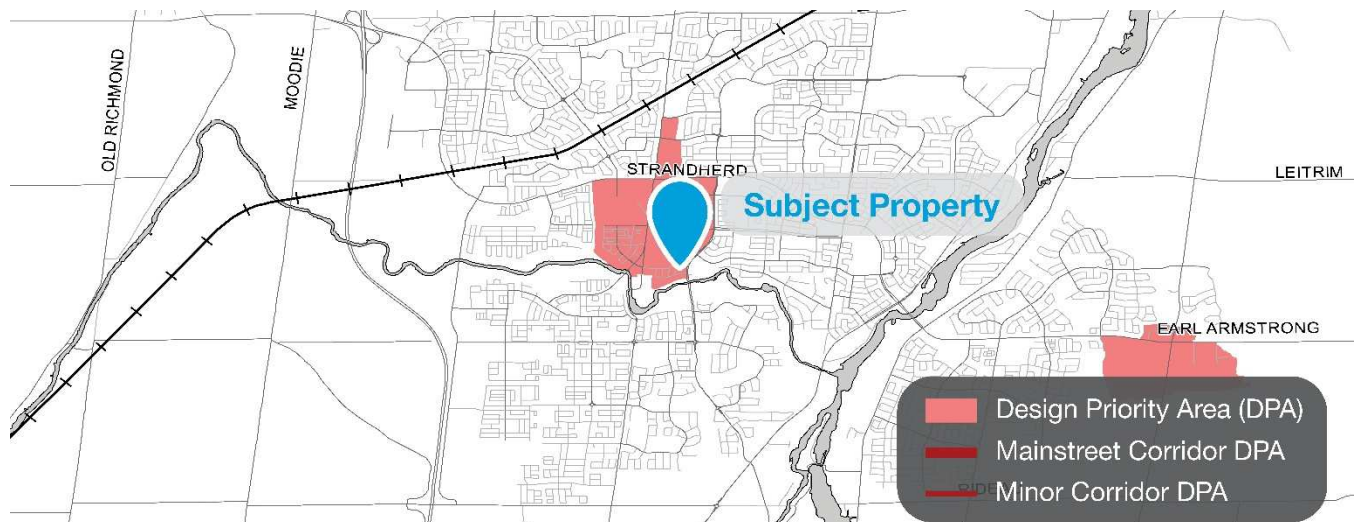 OLD RICHMOND
MOODIE
STRANDHERD
LEITRIM
Subject Property
EARL ARMSTRONG
Design Priority Area (DPA)
Mainstreet Corridor DPA
Minor Corridor DPA